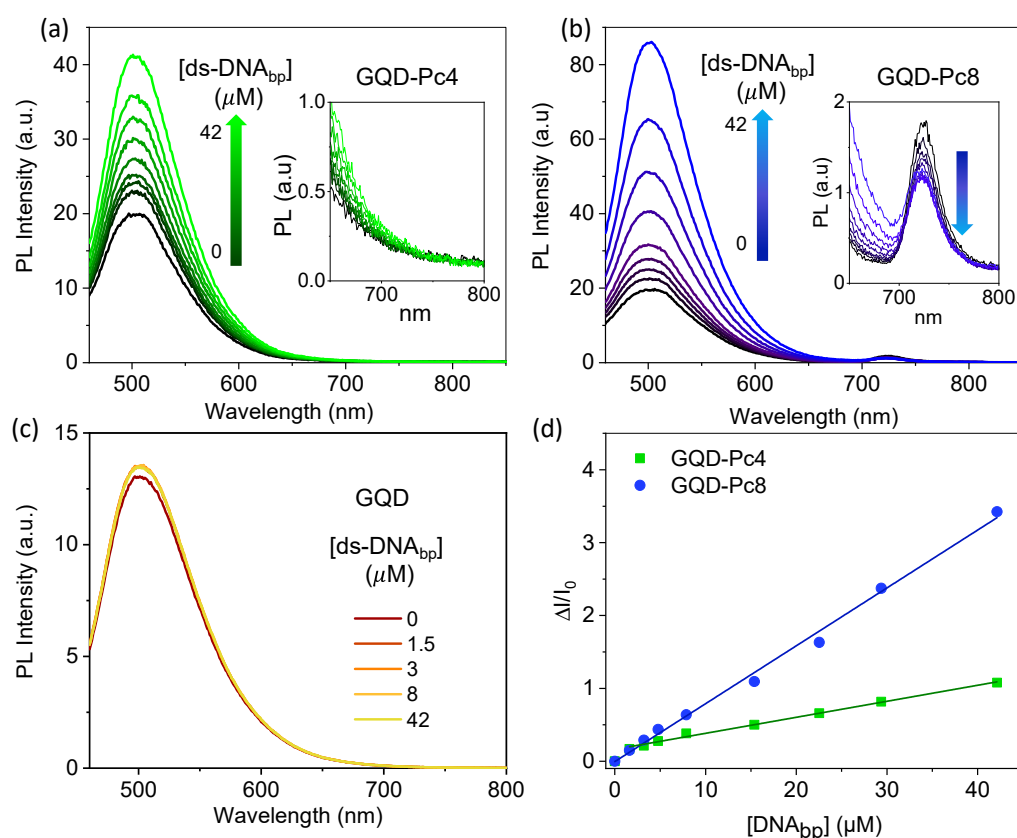 (a)
[ds-DNAbp]
(μM)
42
0
GQD-Pc4
PL Intensity (a.u.)
40
35
30
25
20
15
10
5
0
500
600
700
800
Wavelength (nm)
PL (a.u)
1.0
0.5
0.0
700
800
nm
(b)
[ds-DNAbp]
(μM)
42
0
GQD-Pc8
PL Intensity (a.u)
80
60
40
20
0
500
600
700
800
Wavelength (nm)
PL (a.u)
2
1
0
700
800
nm
(c)
GQD
[ds-DNAbp]
(μM)
0
1.5
3
8
42
PL Intensity (a.u.)
15
10
5
0
500
600
700
800
Wavelength (nm)
(d)
GQD-Pc4
GQD-Pc8
ΔI/I0
4
3
2
1
0
0
10
20
30
40
[DNAbp] (μM)